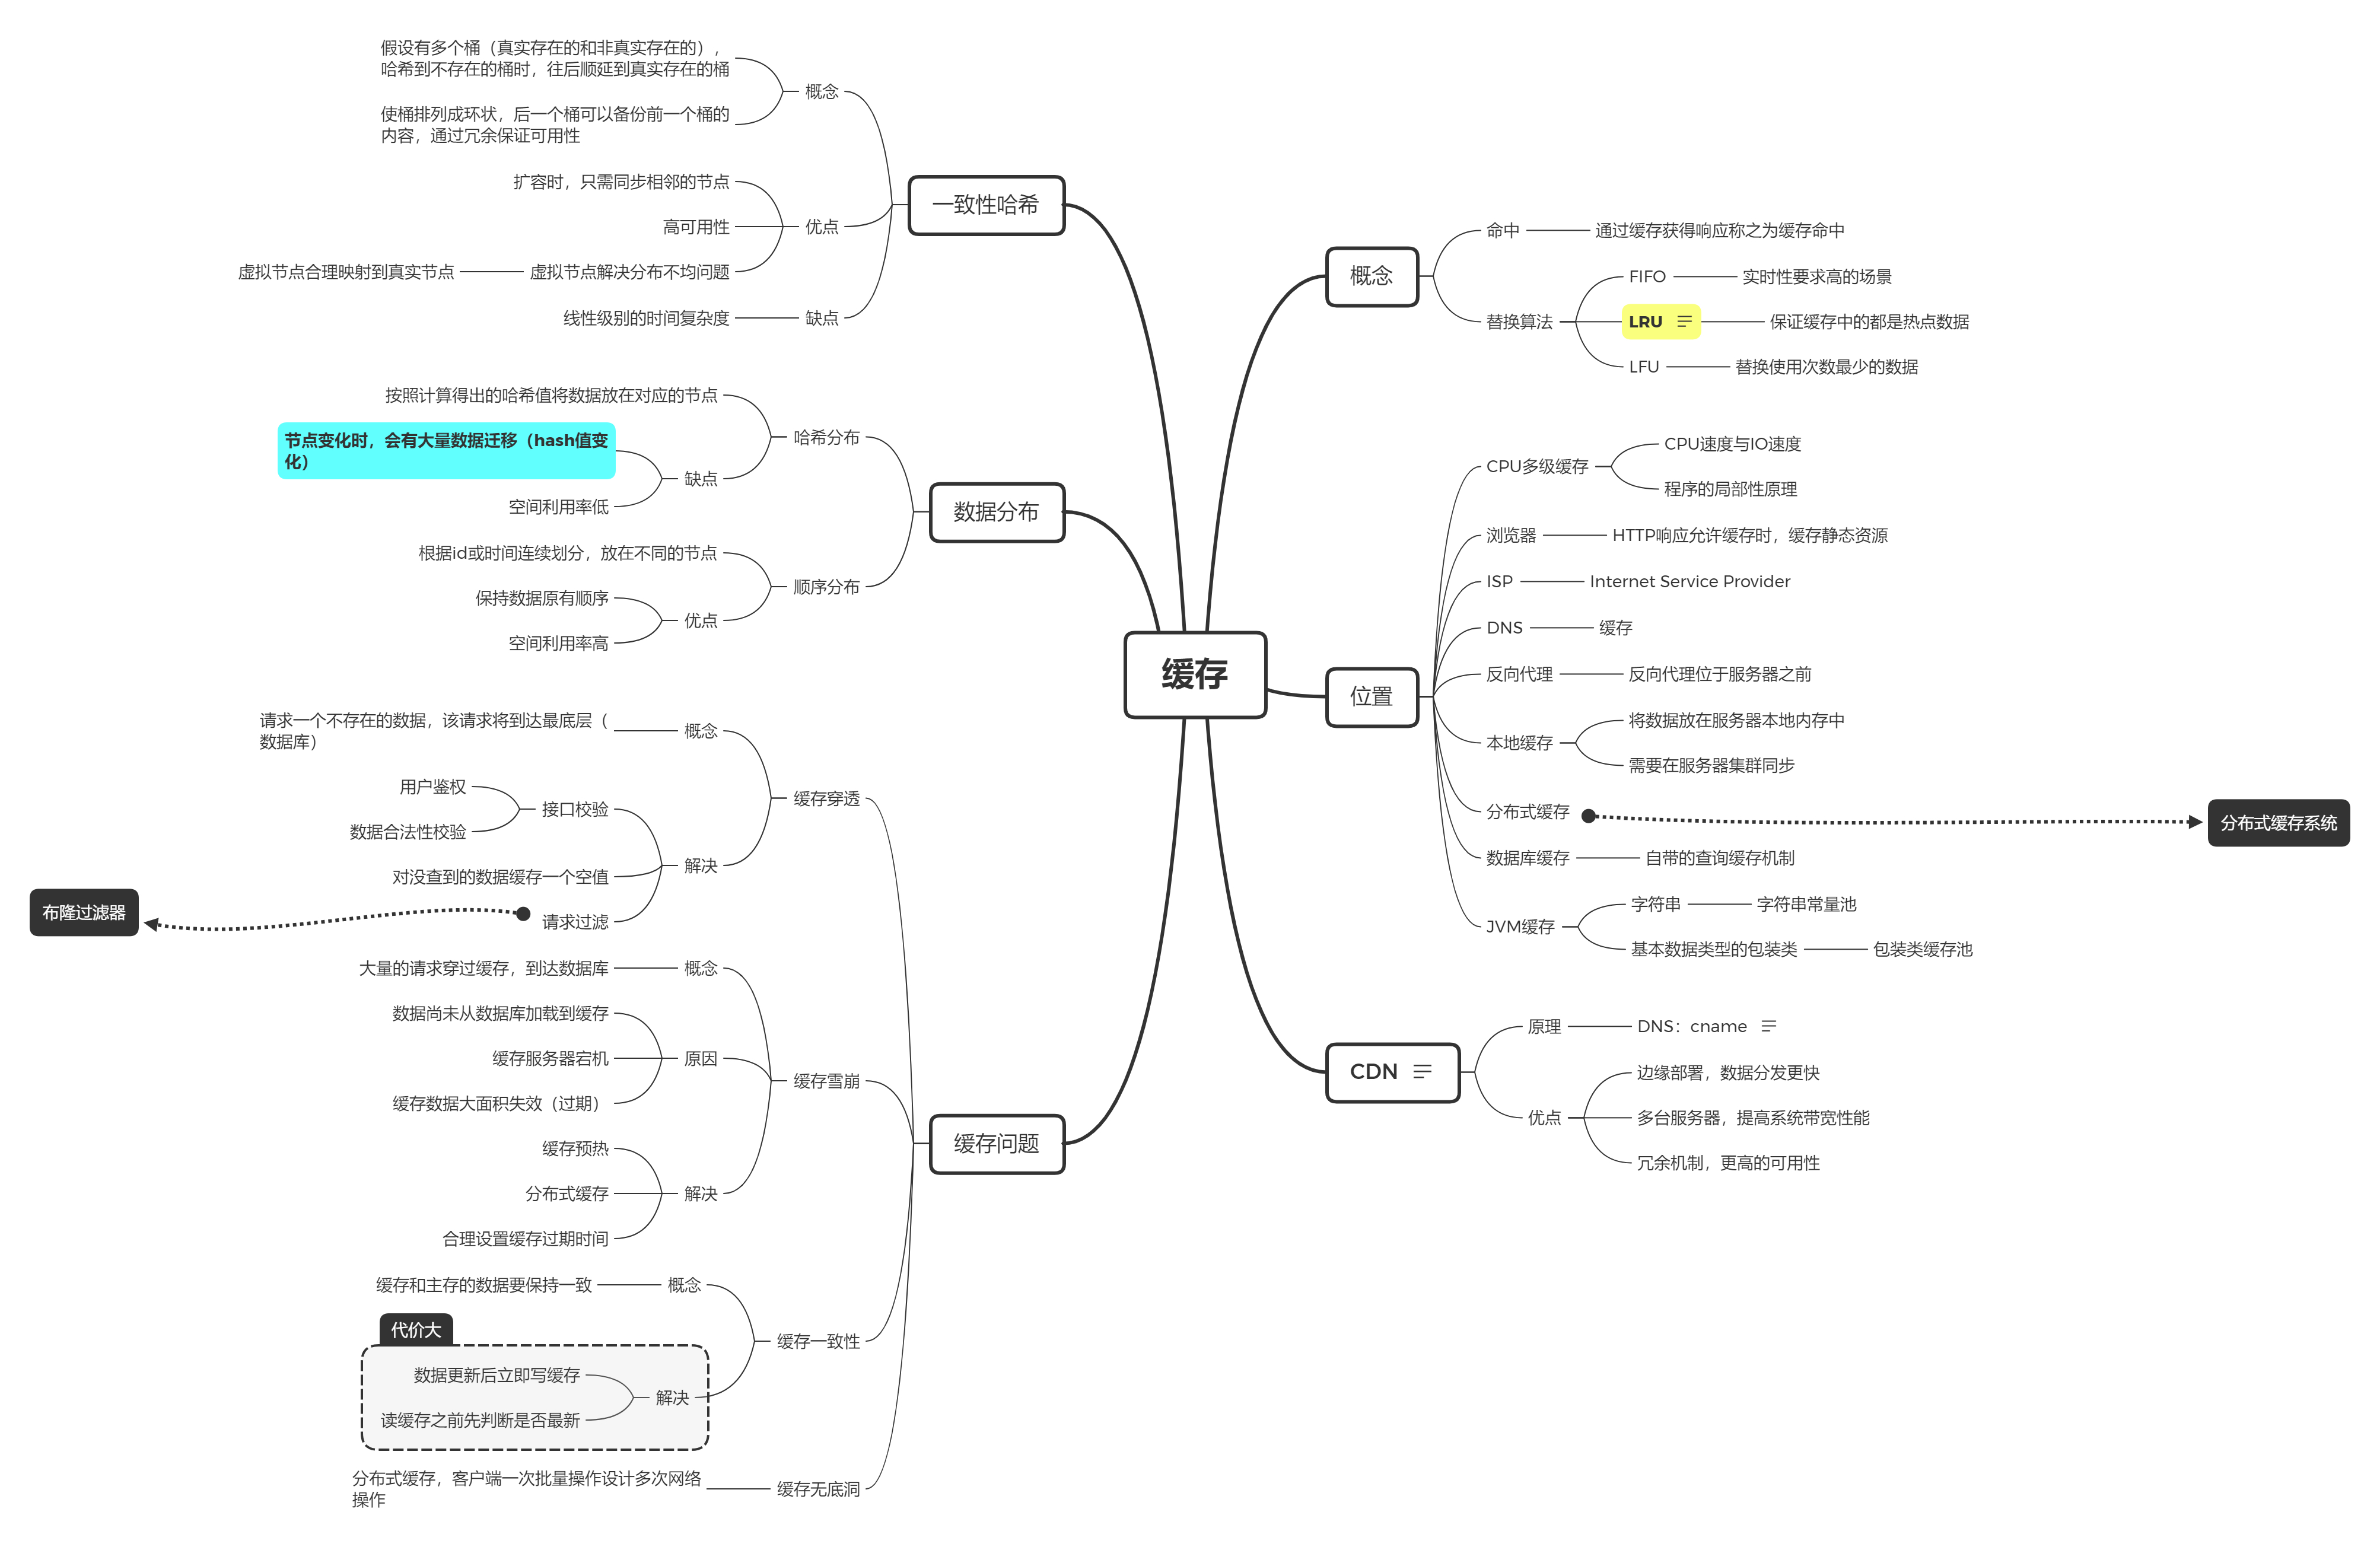 缓存
概念
命中
通过缓存获得响应称之为缓存命中
替换算法
FIFO
实时性要求高的场景
LRU
保证缓存中的都是热点数据
LFU
替换使用次数最少的数据
位置
CPU多级缓存
CPU速度与IO速度
程序的局部性原理
浏览器
HTTP响应允许缓存时，缓存静态资源
ISP
Internet Service Provider
DNS
缓存
反向代理
反向代理位于服务器之前
本地缓存
将数据放在服务器本地内存中
需要在服务器集群同步
分布式缓存
分布式缓存系统
数据库缓存
自带的查询缓存机制
JVM缓存
字符串
字符串常量池
基本数据类型的包装类
包装类缓存池
CDN
原理
DNS：cname
优点
边缘部署，数据分发更快
多台服务器，提高系统带宽性能
冗余机制，更高的可用性
一致性哈希
概念
假设有多个桶（真实存在的和非真实存在的），
哈希到不存在的桶时，往后顺延到真实存在的桶
使桶排列成环状，后一个桶可以备份前一个桶的
内容，通过冗余保证可用性
优点
扩容时，只需同步相邻的节点
高可用性
虚拟节点解决分布不均问题
虚拟节点合理映射到真实节点
缺点
线性级别的时间复杂度
数据分布
哈希分布
按照计算得出的哈希值将数据放在对应的节点
缺点
节点变化时，会有大量数据迁移（hash值变
化）
空间利用率低
顺序分布
根据id或时间连续划分，放在不同的节点
优点
保持数据原有顺序
空间利用率高
缓存问题
缓存穿透
概念
请求一个不存在的数据，该请求将到达最底层（
数据库）
解决
接口校验
用户鉴权
数据合法性校验
对没查到的数据缓存一个空值
请求过滤
布隆过滤器
缓存雪崩
概念
大量的请求穿过缓存，到达数据库
原因
数据尚未从数据库加载到缓存
缓存服务器宕机
缓存数据大面积失效（过期）
解决
缓存预热
分布式缓存
合理设置缓存过期时间
缓存一致性
概念
缓存和主存的数据要保持一致
代价大
解决
数据更新后立即写缓存
读缓存之前先判断是否最新
缓存无底洞
分布式缓存，客户端一次批量操作设计多次网络
操作